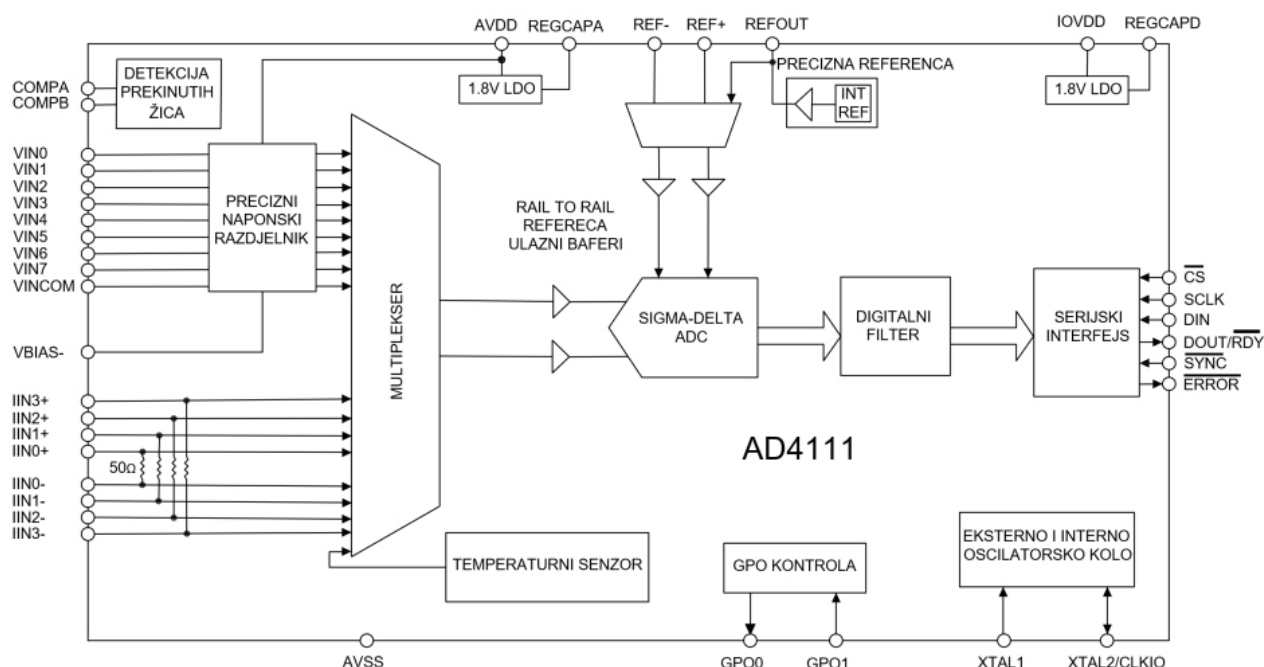 AVDD
REGCAPA
REF-
REF+
REFOUT
IOVDD
REGCAPD
COMPA
COMPB
DETEKCIJA
PREKINUTIH
ŽICA
1.8V LDO
PRECIZNA REFERENCA
INT
REF
1.8V LDO
VIN0
VIN1
VIN2
VIN3
VIN4
VIN5
VIN6
VIN7
VINCOM
PRECIZNI
NAPONSKI
RAZDJELNIK
VBIAS-
MULTIPLEKSER
RAIL TO RAIL
REFERECA
ULAZNI BAFERI
SIGMA-DELTA
ADC
DIGITALNI
FILTER
SERIJSKI
INTERFEJS
CS
SCLK
DIN
DOUT/RDY
SYNC
ERROR
IIN3+
IIN2+
IIN1+
IIN0+
50Ω
IIN0-
IIN1-
IIN2-
IIN3-
AD4111
TEMPERATURNI SENZOR
GPO KONTROLA
EKSTERNO I INTERNO
OSCILATORSKO KOLO
AVSS
GPO0
GPO1
XTAL1
XTAL2/CLKIO